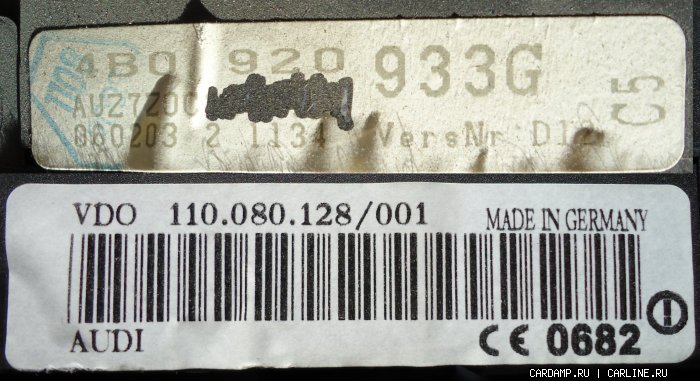 4B0 920 933G
C5
AUZ7Z0C
060203 2 1134 VersNr D12
VDO 110.080.128/001 MADE IN GERMANY
AUDI CE 0682
CARDAMP.RU | CARLINE.RU